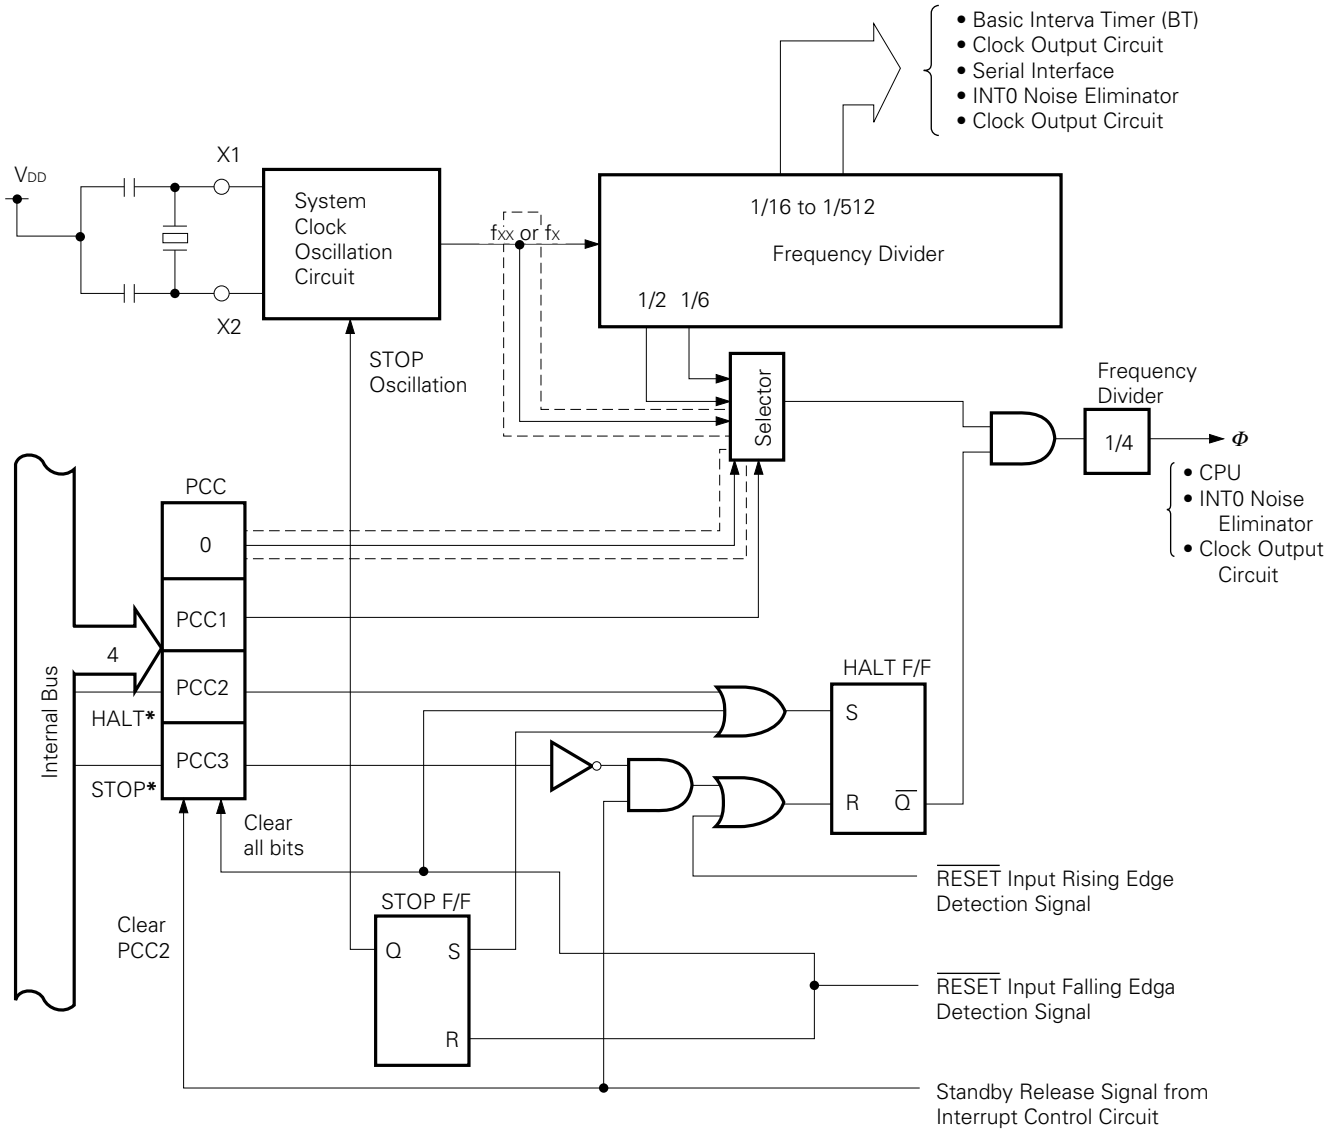 • Basic Interva Timer (BT)
• Clock Output Circuit
• Serial Interface
• INT0 Noise Eliminator
• Clock Output Circuit
VDD
X1
X2
System
Clock
Oscillation
Circuit
fXX or fX
1/16 to 1/512
Frequency Divider
1/2 1/6
STOP
Oscillation
Selector
Frequency
Divider
1/4
Φ
• CPU
• INT0 Noise
Eliminator
• Clock Output
Circuit
Internal Bus
PCC
0
PCC1
4
PCC2
HALT*
PCC3
STOP*
HALT F/F
S
R
Q̅
Clear
all bits
Clear
PCC2
STOP F/F
Q S
R
R̅E̅S̅E̅T̅ Input Rising Edge
Detection Signal
R̅E̅S̅E̅T̅ Input Falling Edga
Detection Signal
Standby Release Signal from
Interrupt Control Circuit